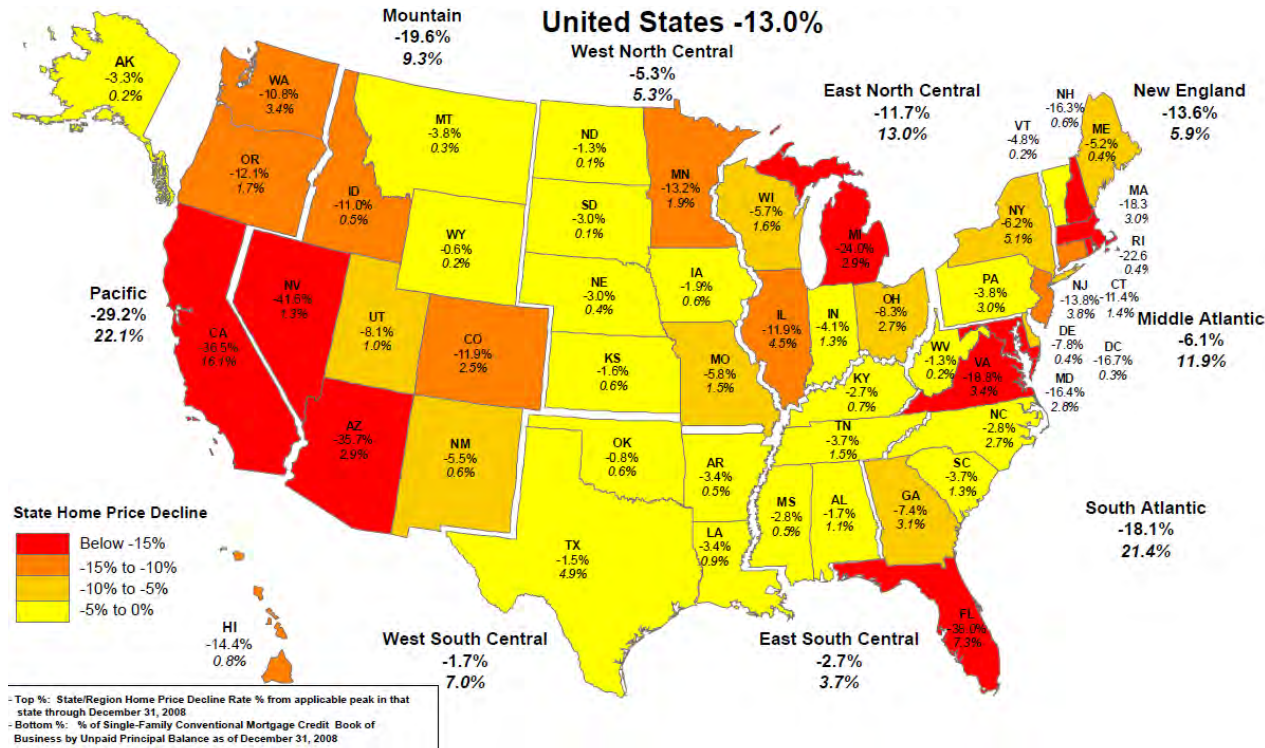 United States -13.0%
Mountain
-19.6%
9.3%
West North Central
-5.3%
5.3%
East North Central
-11.7%
13.0%
New England
-13.6%
5.9%
Pacific
-29.2%
22.1%
Middle Atlantic
-6.1%
11.9%
South Atlantic
-18.1%
21.4%
West South Central
-1.7%
7.0%
East South Central
-2.7%
3.7%
AK
-3.3%
0.2%
WA
-10.8%
3.4%
OR
-12.1%
1.7%
ID
-11.0%
0.5%
MT
-3.8%
0.3%
WY
-0.6%
0.2%
ND
-1.3%
0.1%
SD
-3.0%
0.1%
NE
-3.0%
0.4%
KS
-1.6%
0.6%
MN
-13.2%
1.9%
IA
-1.9%
0.6%
MO
-5.8%
1.5%
WI
-5.7%
1.6%
IL
-11.9%
4.5%
MI
-24.0%
2.9%
IN
-4.1%
1.3%
OH
-8.3%
2.7%
KY
-2.7%
0.7%
TN
-3.7%
1.5%
WV
-1.3%
0.2%
VA
3.4%
NC
-2.8%
2.7%
SC
-3.7%
1.3%
GA
-7.4%
3.1%
FL
-38.0%
7.3%
AL
-1.7%
1.1%
MS
-2.8%
0.5%
LA
-3.4%
0.9%
AR
-3.4%
0.5%
OK
-0.8%
0.6%
TX
-1.5%
4.9%
NM
-5.5%
0.6%
AZ
-35.7%
2.9%
CO
-11.9%
2.5%
UT
-8.1%
1.0%
NV
-41.6%
1.3%
CA
-36.5%
16.1%
HI
-14.4%
0.8%
NY
-6.2%
5.1%
PA
-3.8%
3.0%
VT
-4.8%
0.2%
NH
-16.3%
0.6%
ME
-5.2%
0.4%
MA
-18.3
3.0%
RI
-22.6
0.4%
CT
-11.4%
1.4%
NJ
-13.8%
3.8%
DE
-7.8%
0.4%
DC
-16.7%
0.3%
MD
-16.4%
2.8%
State Home Price Decline
Below -15%
-15% to -10%
-10% to -5%
-5% to 0%
- Top %: State/Region Home Price Decline Rate % from applicable peak in that
state through December 31, 2008
- Bottom %: % of Single-Family Conventional Mortgage Credit Book of
Business by Unpaid Principal Balance as of December 31, 2008